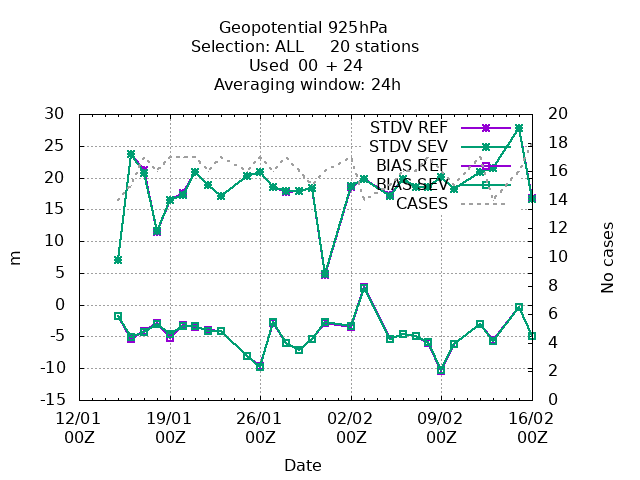 Geopotential 925hPa
Selection: ALL 20 stations
Used 00 + 24
Averaging window: 24h
30
25
20
15
10
5
0
-5
-10
-15
m
20
18
16
14
12
10
8
6
4
2
0
No cases
STDV REF
STDV SEV
BIAS REF
BIAS SEV
CASES
12/01 19/01 26/01 02/02 09/02 16/02
00Z 00Z 00Z 00Z 00Z 00Z
Date